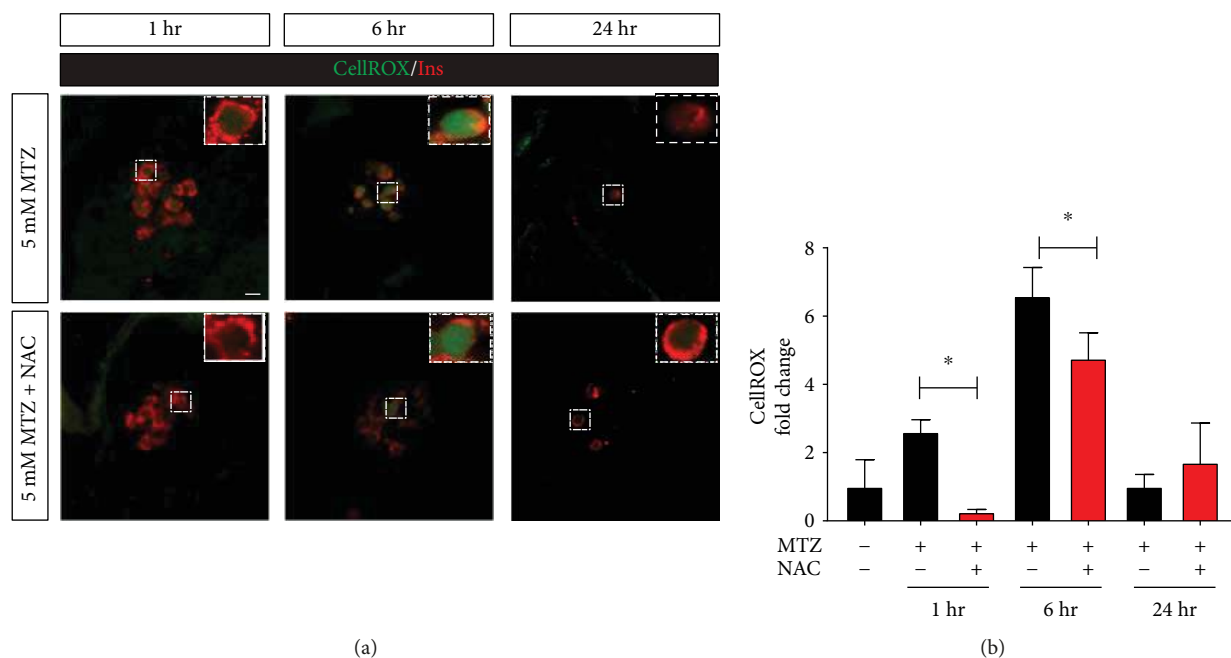 1 hr
6 hr
24 hr
CellROX/Ins
5 mM MTZ
5 mM MTZ + NAC
(a)
CellROX
fold change
8
6
4
2
0
*
*
MTZ − + + + + + +
NAC − − + − + − +
1 hr
6 hr
24 hr
(b)